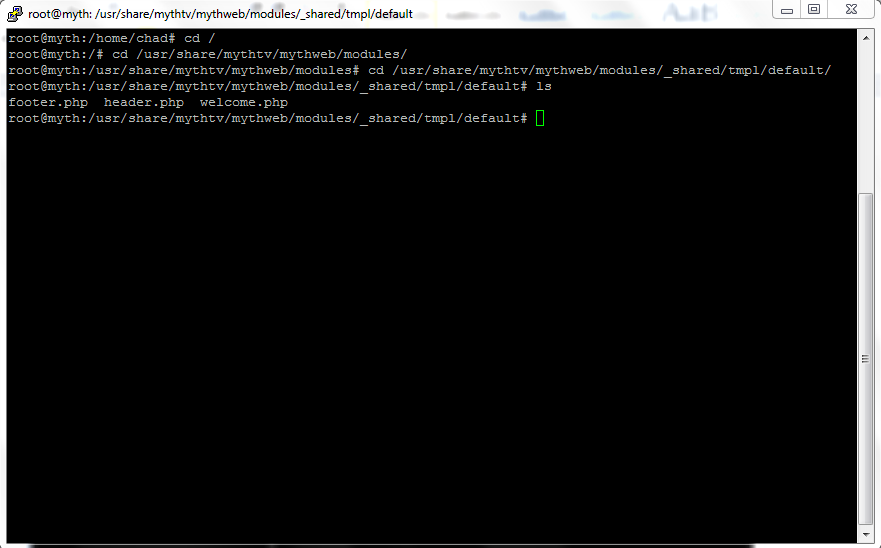 root@myth: /usr/share/mythtv/mythweb/modules/_shared/tmpl/default
root@myth:/home/chad# cd /
root@myth:/# cd /usr/share/mythtv/mythweb/modules/
root@myth:/usr/share/mythtv/mythweb/modules# cd /usr/share/mythtv/mythweb/modules/_shared/tmpl/default/
root@myth:/usr/share/mythtv/mythweb/modules/_shared/tmpl/default# ls
footer.php  header.php  welcome.php
root@myth:/usr/share/mythtv/mythweb/modules/_shared/tmpl/default#